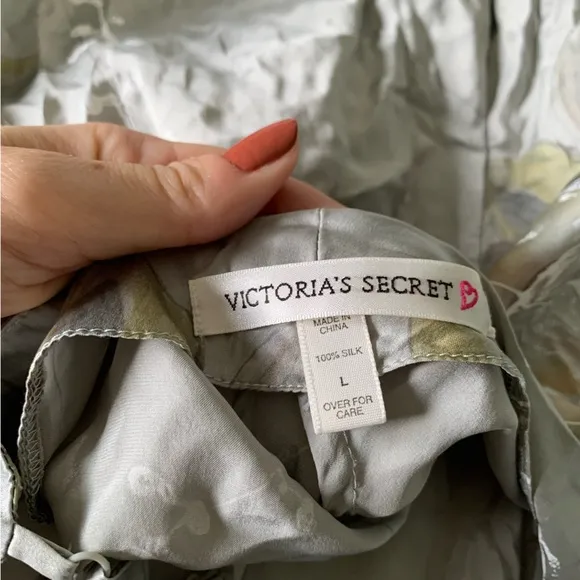 VICTORIA'S SECRET
MADE IN
CHINA
100% SILK
L
OVER FOR
CARE